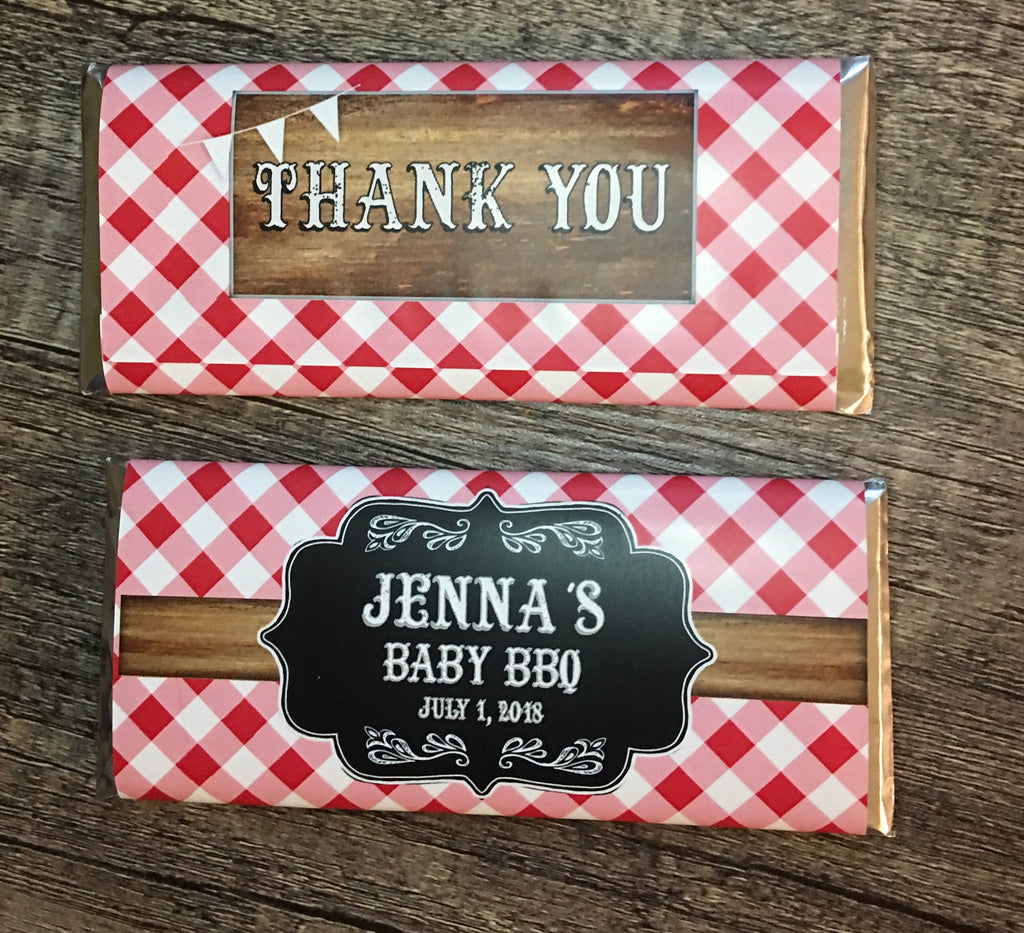 THANK YOU
JENNA'S
BABY BBQ
JULY 1, 2018